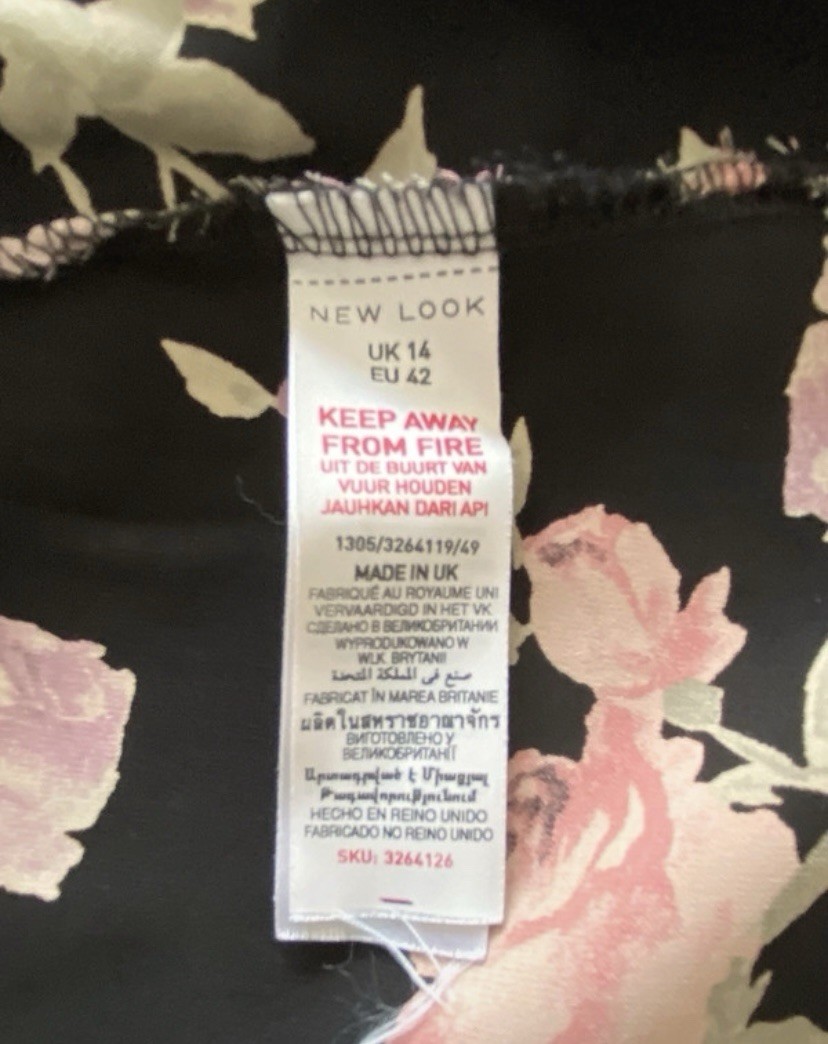 NEW LOOK
UK 14
EU 42
KEEP AWAY
FROM FIRE
UIT DE BUURT VAN
VUUR HOUDEN
JAUHKAN DARI API
1305/3264119/49
MADE IN UK
FABRIQUÉ AU ROYAUME UNI
VERVAARDIGD IN HET VK
СДЕЛАНО В ВЕЛИКОБРИТАНИИ
WYPRODUKOWANO W
WLK. BRYTANII
صنع في المملكة المتحدة
FABRICAT ÎN MAREA BRITANIE
ผลิตในสหราชอาณาจักร
ВИГОТОВЛЕНО У
ВЕЛИКОБРИТАНІЇ
Արտադրված է Միացյալ
Թագավորությունում
HECHO EN REINO UNIDO
FABRICADO NO REINO UNIDO
SKU: 3264126